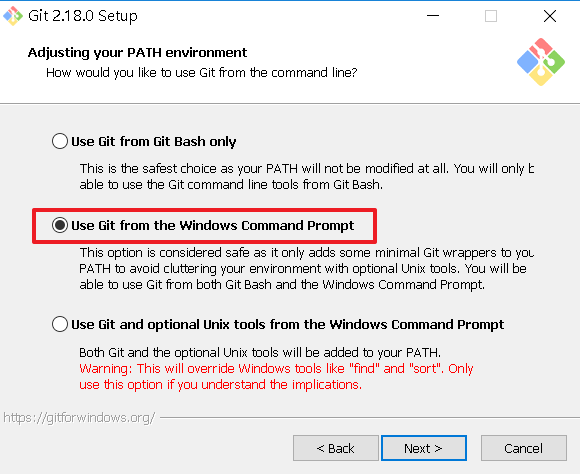 Git 2.18.0 Setup
Adjusting your PATH environment
How would you like to use Git from the command line?
Use Git from Git Bash only
This is the safest choice as your PATH will not be modified at all. You will only b
able to use the Git command line tools from Git Bash.
Use Git from the Windows Command Prompt
This option is considered safe as it only adds some minimal Git wrappers to you
PATH to avoid cluttering your environment with optional Unix tools. You will be
able to use Git from both Git Bash and the Windows Command Prompt.
Use Git and optional Unix tools from the Windows Command Prompt
Both Git and the optional Unix tools will be added to your PATH.
Warning: This will override Windows tools like "find" and "sort". Only
use this option if you understand the implications.
https://gitforwindows.org/
< Back
Next >
Cancel